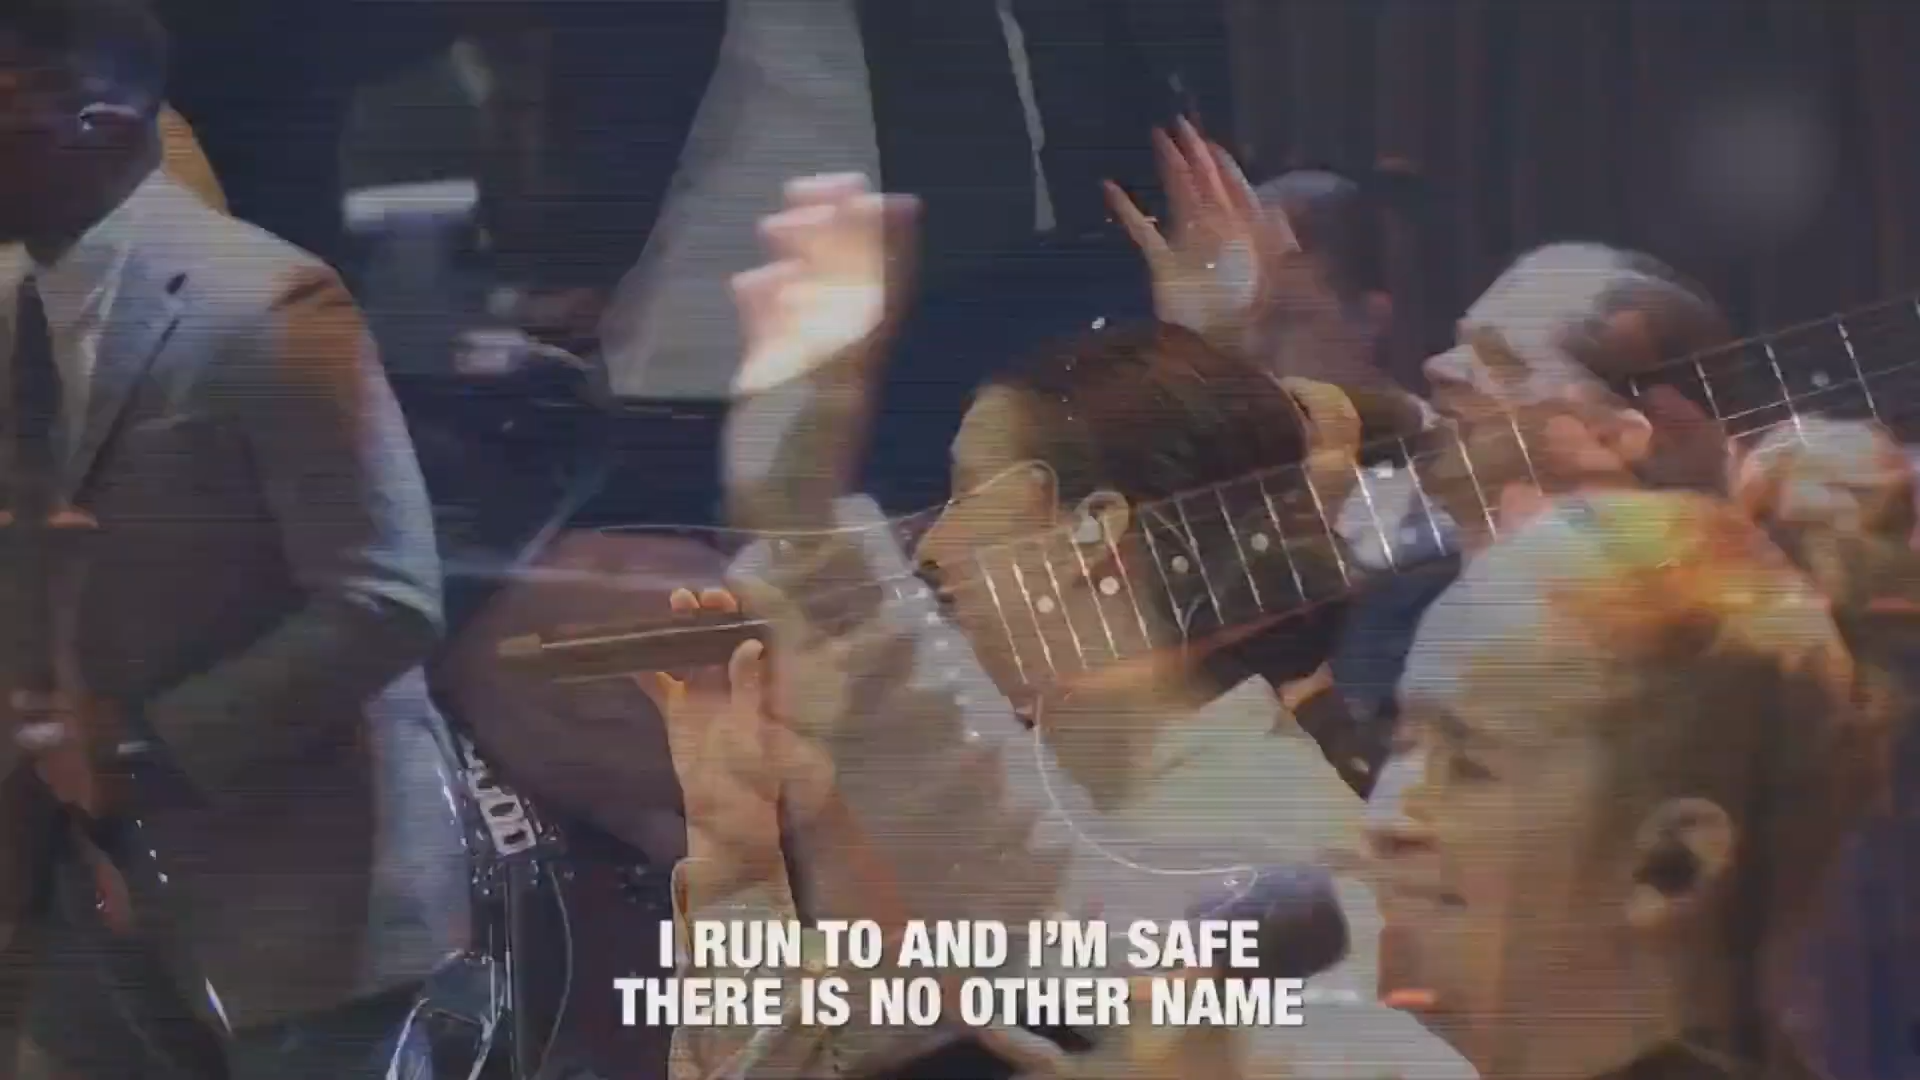 I RUN TO AND I'M SAFE
THERE IS NO OTHER NAME